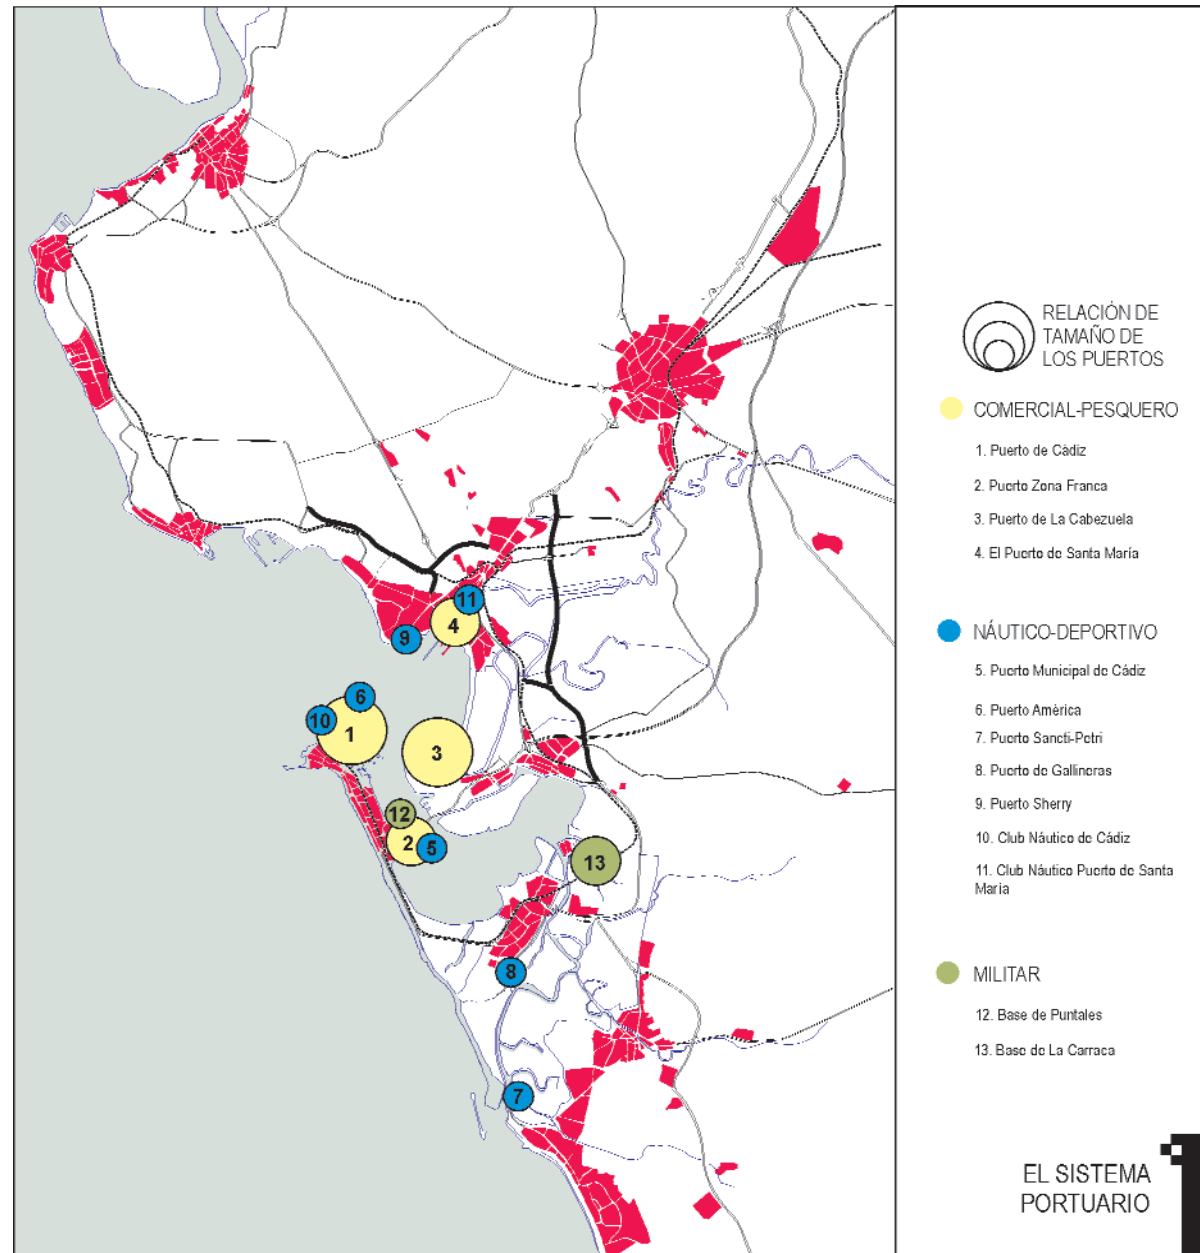 RELACIÓN DE
TAMAÑO DE
LOS PUERTOS
COMERCIAL-PESQUERO
1. Puerto de Cádiz
2. Puerto Zona Franca
3. Puerto de La Cabezuela
4. El Puerto de Santa María
NÁUTICO-DEPORTIVO
5. Puerto Municipal de Cádiz
6. Puerto América
7. Puerto Sancti-Petri
8. Puerto de Gallineras
9. Puerto Sherry
10. Club Náutico de Cádiz
11. Club Náutico Puerto de Santa
María
MILITAR
12. Base de Puntales
13. Base de La Carraca
EL SISTEMA
PORTUARIO
11
4
9
6
10
1
3
12
2
5
13
8
7